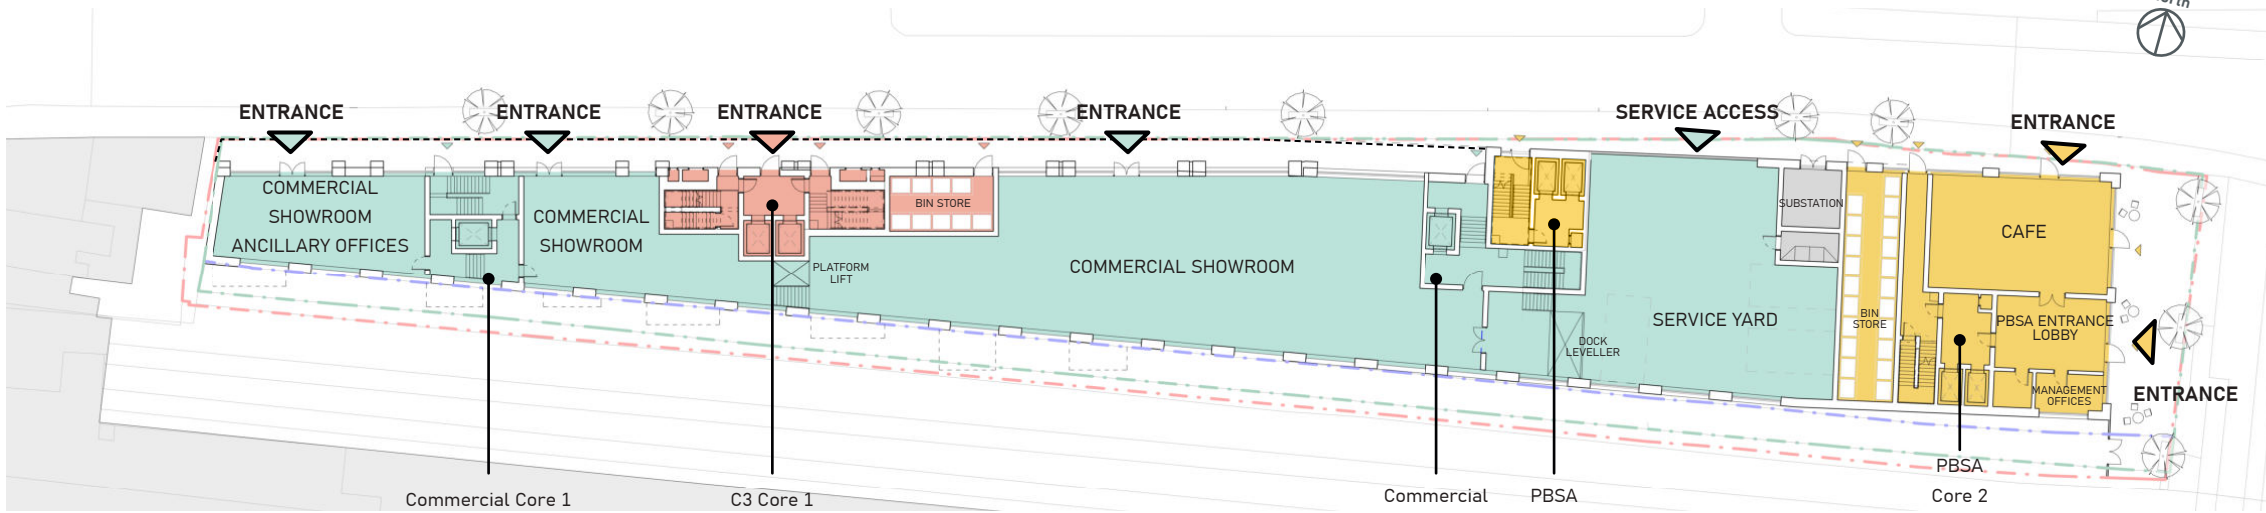 ENTRANCE
ENTRANCE
ENTRANCE
ENTRANCE
SERVICE ACCESS
ENTRANCE
COMMERCIAL
SHOWROOM
ANCILLARY OFFICES
COMMERCIAL
SHOWROOM
BIN STORE
PLATFORM
LIFT
COMMERCIAL SHOWROOM
SUBSTATION
CAFE
SERVICE YARD
DOCK
LEVELLER
BIN
STORE
PBSA ENTRANCE
LOBBY
MANAGEMENT
OFFICES
ENTRANCE
Commercial Core 1
C3 Core 1
Commercial
PBSA
PBSA
Core 2